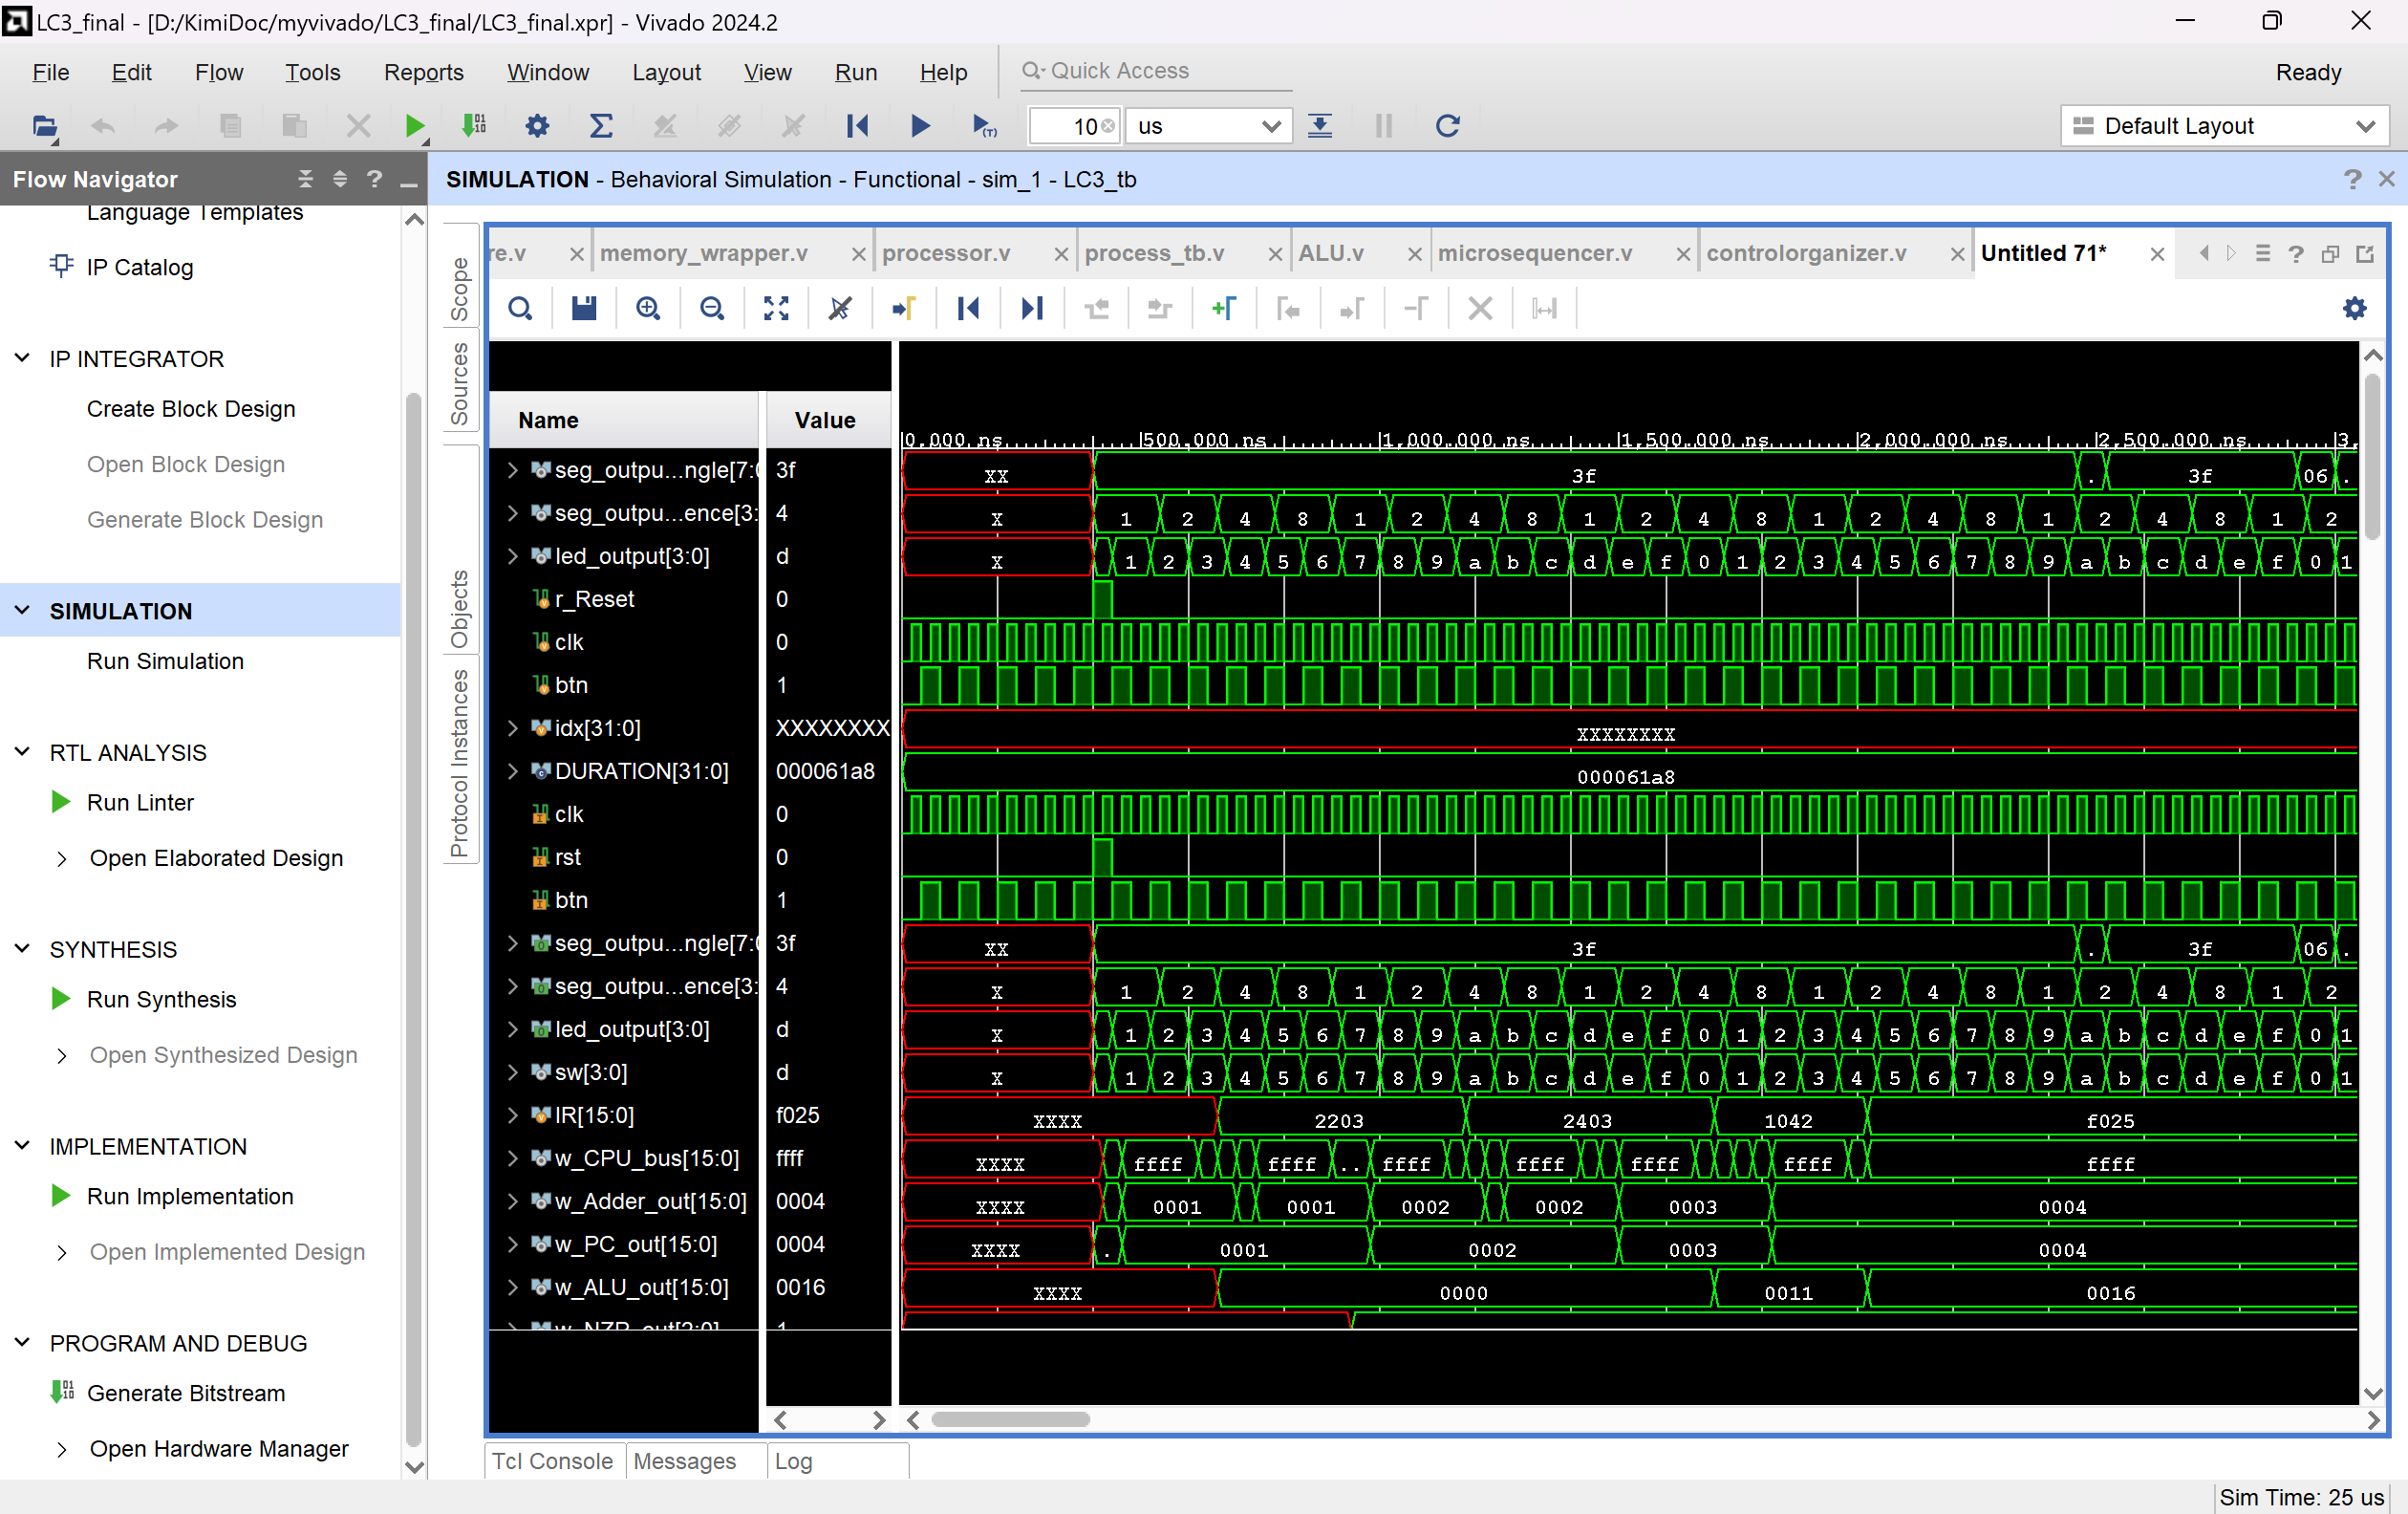 LC3_final - [D:/KimiDoc/myvivado/LC3_final/LC3_final.xpr] - Vivado 2024.2
File Edit Flow Tools Reports Window Layout View Run Help Quick Access Ready
10 us Default Layout
Flow Navigator
SIMULATION - Behavioral Simulation - Functional - sim_1 - LC3_tb
Language Templates
IP Catalog
IP INTEGRATOR
Create Block Design
Open Block Design
Generate Block Design
SIMULATION
Run Simulation
RTL ANALYSIS
Run Linter
Open Elaborated Design
SYNTHESIS
Run Synthesis
Open Synthesized Design
IMPLEMENTATION
Run Implementation
Open Implemented Design
PROGRAM AND DEBUG
Generate Bitstream
Open Hardware Manager
Scope
Sources
Objects
Protocol Instances
re.v memory_wrapper.v processor.v process_tb.v ALU.v microsequencer.v controlorganizer.v Untitled 71*
Name Value
0.000 ns 500.000 ns 1,000.000 ns 1,500.000 ns 2,000.000 ns 2,500.000 ns 3,
seg_outpu...ngle[7:0 3f XX 3f . 3f 06 .
seg_outpu...ence[3: 4 X 1 2 4 8 1 2 4 8 1 2 4 8 1 2 4 8 1 2 4 8 1 2
led_output[3:0] d X 1 2 3 4 5 6 7 8 9 a b c d e f 0 1 2 3 4 5 6 7 8 9 a b c d e f 0 1
r_Reset 0
clk 0
btn 1
idx[31:0] XXXXXXXX XXXXXXXX
DURATION[31:0] 000061a8 000061a8
clk 0
rst 0
btn 1
seg_outpu...ngle[7:0 3f XX 3f . 3f 06 .
seg_outpu...ence[3: 4 X 1 2 4 8 1 2 4 8 1 2 4 8 1 2 4 8 1 2 4 8 1 2
led_output[3:0] d X 1 2 3 4 5 6 7 8 9 a b c d e f 0 1 2 3 4 5 6 7 8 9 a b c d e f 0 1
sw[3:0] d X 1 2 3 4 5 6 7 8 9 a b c d e f 0 1 2 3 4 5 6 7 8 9 a b c d e f 0 1
IR[15:0] f025 XXXX 2203 2403 1042 f025
w_CPU_bus[15:0] ffff XXXX ffff ffff .. ffff ffff ffff ffff ffff
w_Adder_out[15:0] 0004 XXXX 0001 0001 0002 0002 0003 0004
w_PC_out[15:0] 0004 XXXX . 0001 0002 0003 0004
w_ALU_out[15:0] 0016 XXXX 0000 0011 0016
w_NZP_out[2:0] 1
Tcl Console Messages Log
Sim Time: 25 us